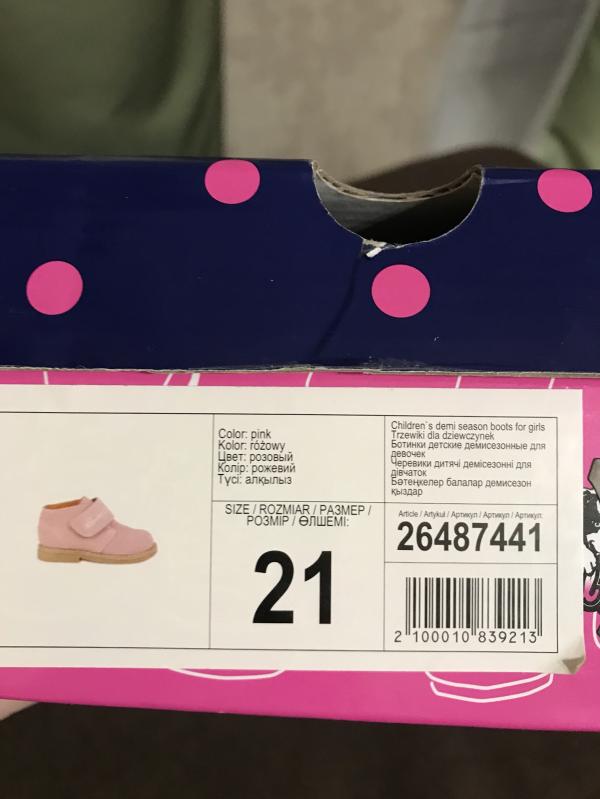 Color: pink
Kolor: różowy
Цвет: розовый
Колір: рожевий
Түсі: алқылыз
SIZE / ROZMIAR / РАЗМЕР /
РОЗМІР / ӨЛШЕМІ:
21
Children`s demi season boots for girls
Trzewiki dla dziewczynek
Ботинки детские демисезонные для
девочек
Черевики дитячі демісезонні для
дівчаток
Бәтеңкелер балалар демисезон
қыздар
Article / Artykuł / Артикул / Артикул / Артикул:
26487441
2 100010 839213